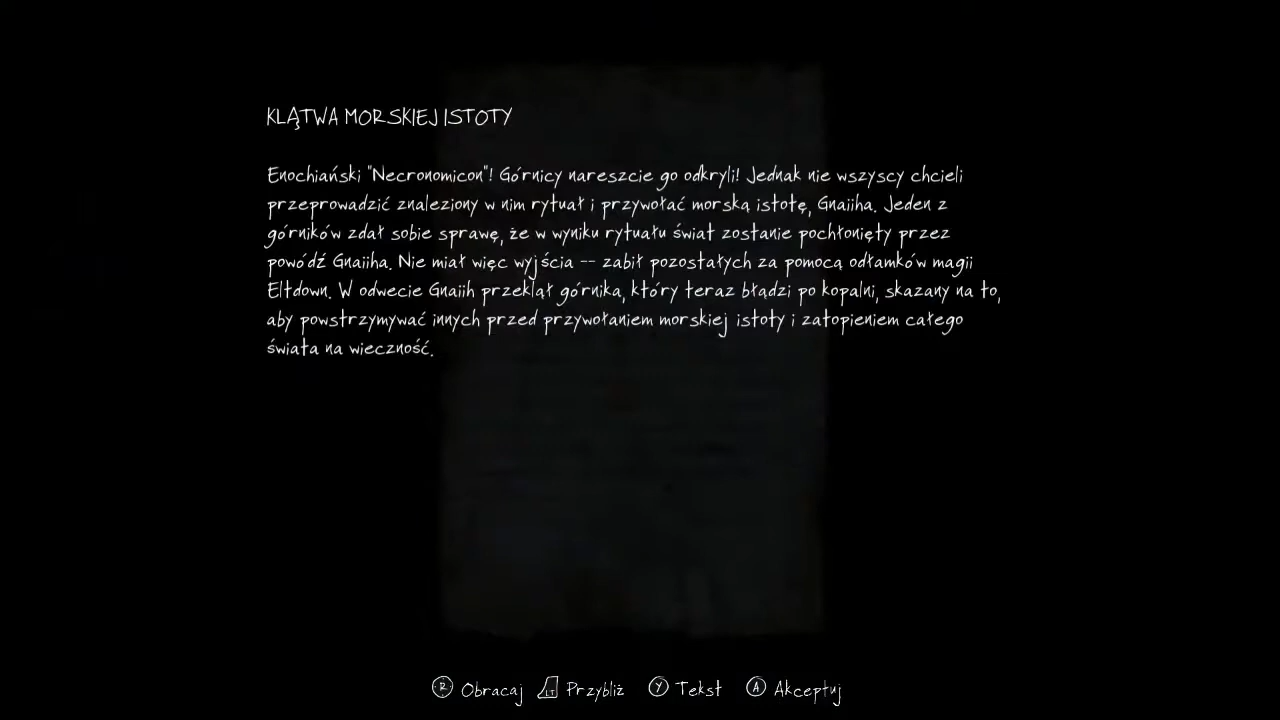 KLĄTWA MORSKIEJ ISTOTY
Enochiański "Necronomicon"! Górnicy nareszcie go odkryli! Jednak nie wszyscy chcieli
przeprowadzić znaleziony w nim rytuał i przywołać morską istotę, Gnaiiha. Jeden z
górników zdał sobie sprawę, że w wyniku rytuału świat zostanie pochłonięty przez
powódź Gnaiiha. Nie miał więc wyjścia -- zabił pozostałych za pomocą odłamków magii
Eltdown. W odwecie Gnaiih przeklął górnika, który teraz błądzi po kopalni, skazany na to,
aby powstrzymywać innych przed przywołaniem morskiej istoty i zatopieniem całego
świata na wieczność.
R Obracaj LT Przybliż Y Tekst A Akceptuj